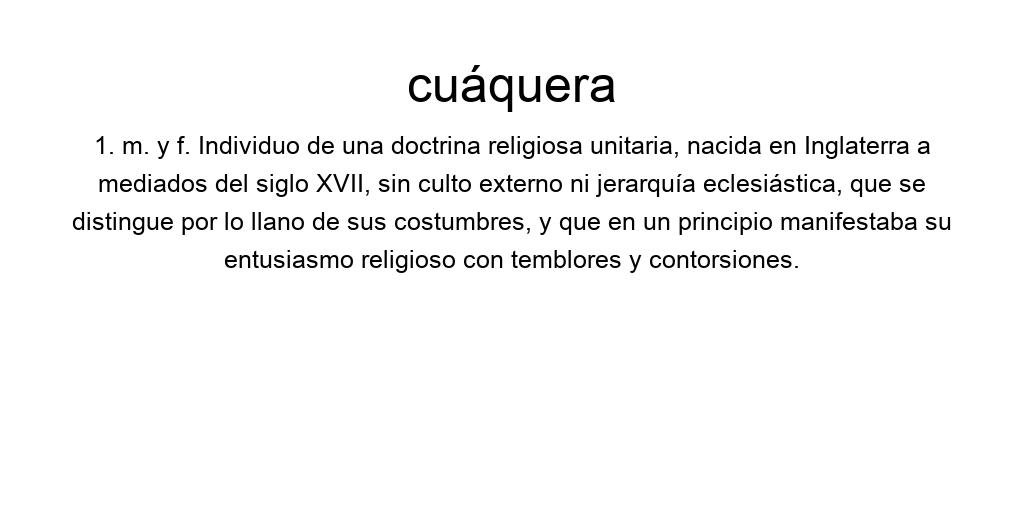 cuáquera
1. m. y f. Individuo de una doctrina religiosa unitaria, nacida en Inglaterra a
mediados del siglo XVII, sin culto externo ni jerarquía eclesiástica, que se
distingue por lo llano de sus costumbres, y que en un principio manifestaba su
entusiasmo religioso con temblores y contorsiones.